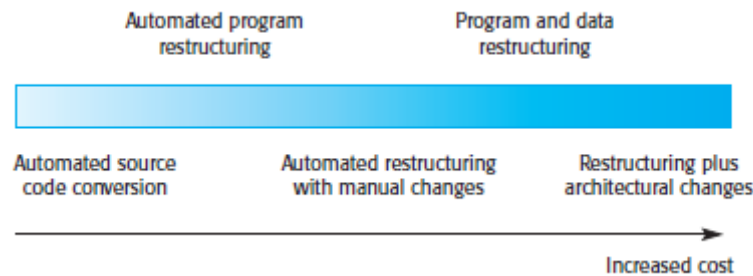 Automated program
restructuring
Program and data
restructuring
Automated source
code conversion
Automated restructuring
with manual changes
Restructuring plus
architectural changes
Increased cost